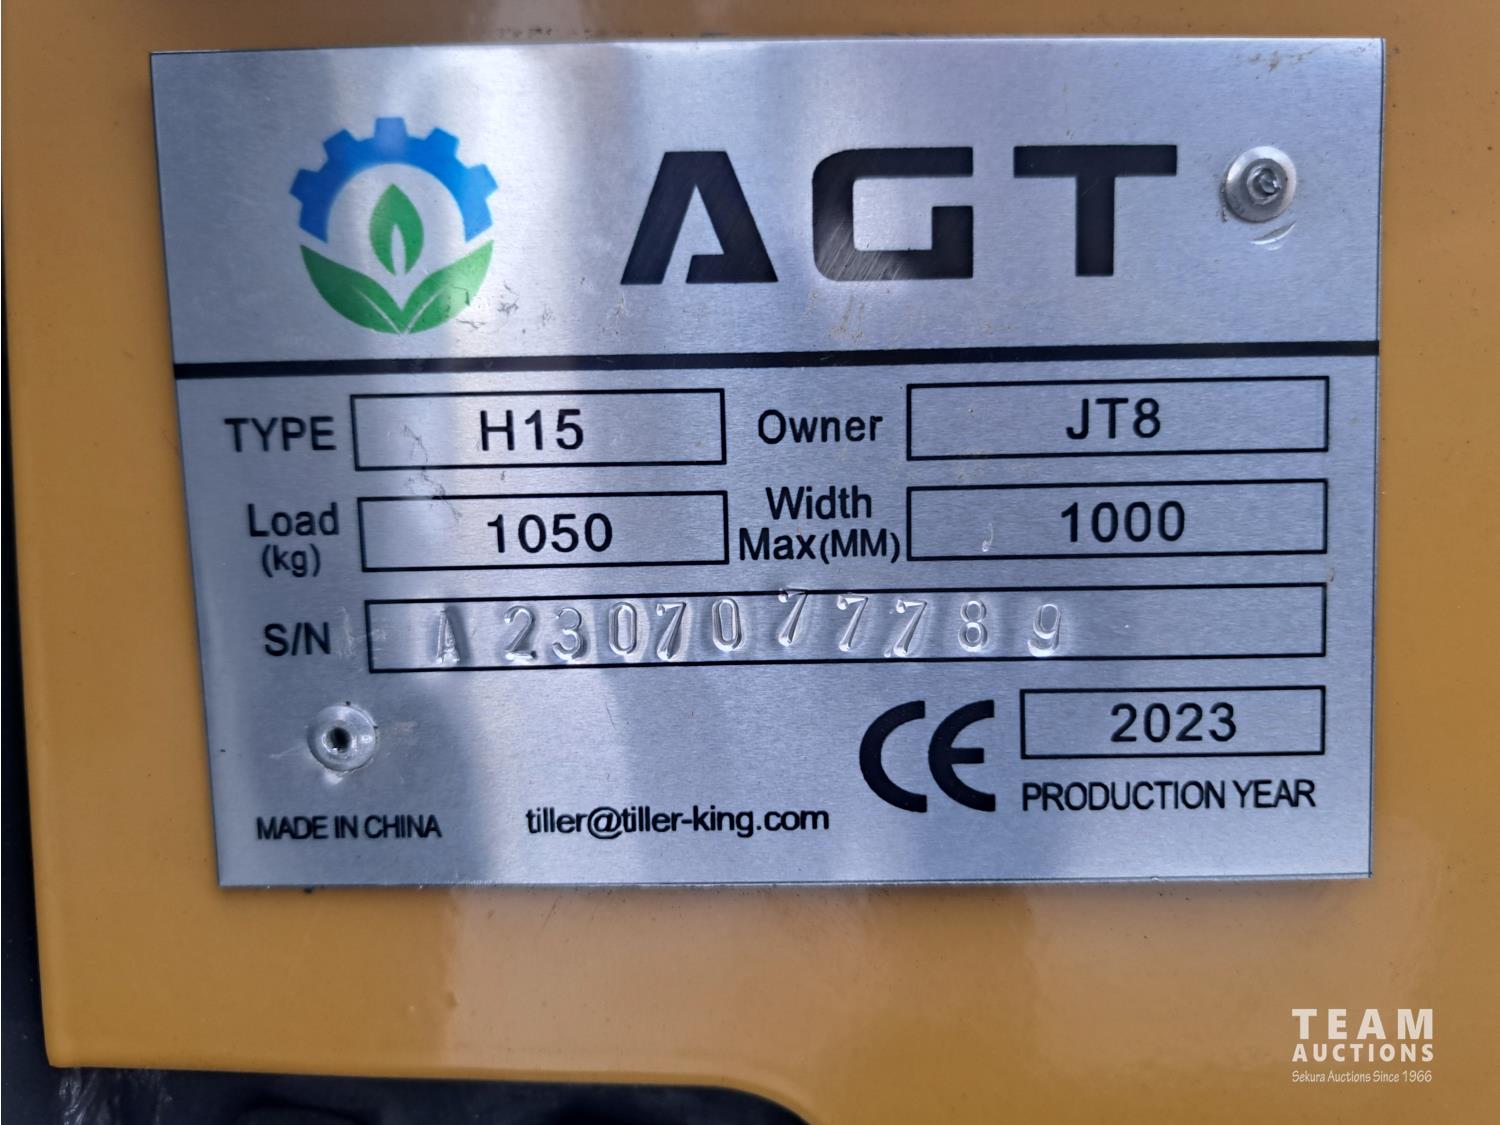 AGT
TYPE H15 Owner JT8
Load (kg) 1050 Width Max(MM) 1000
S/N A23070777789
CE 2023
PRODUCTION YEAR
MADE IN CHINA tiller@tiller-king.com
TEAM
AUCTIONS
Sekura Auctions Since 1966